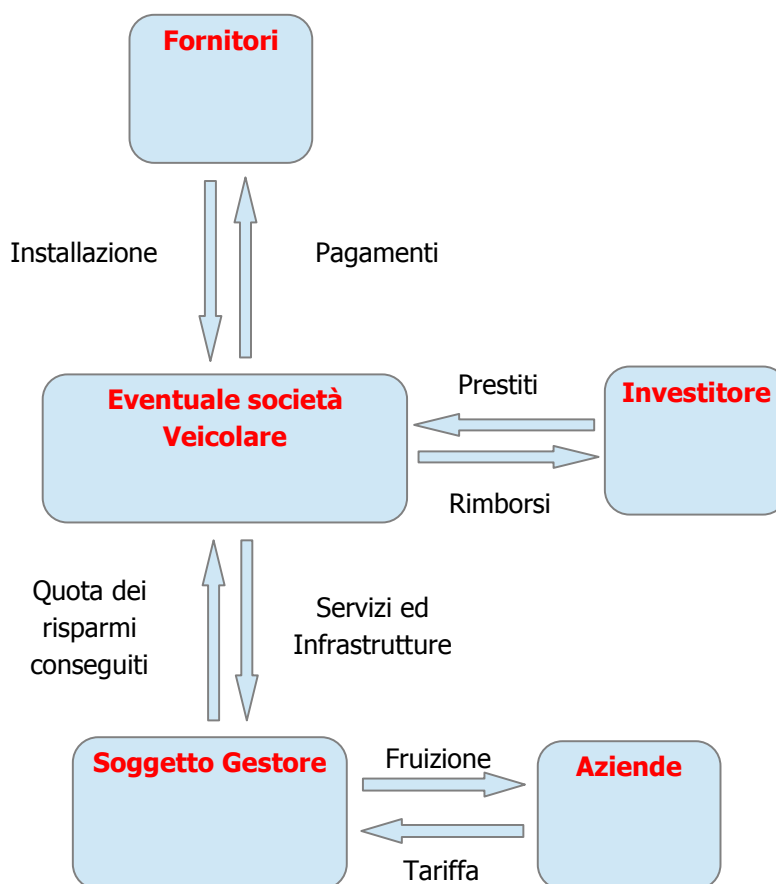 Fornitori
Installazione
Pagamenti
Eventuale società
Veicolare
Prestiti
Investitore
Rimborsi
Quota dei
risparmi
conseguiti
Servizi ed
Infrastrutture
Soggetto Gestore
Fruizione
Aziende
Tariffa